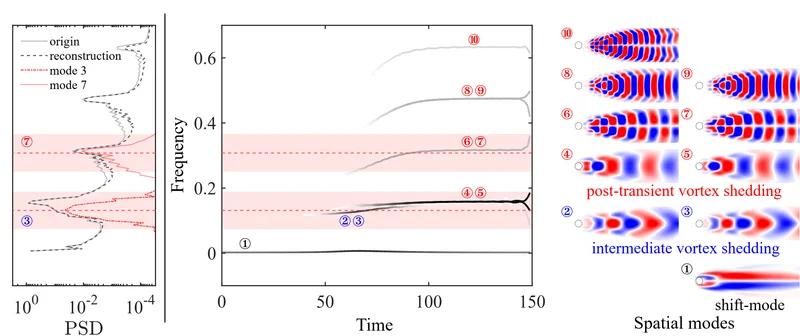 origin
reconstruction
mode 3
mode 7
⑦
③
10⁰ 10⁻² 10⁻⁴
PSD
Frequency
0.6
0.4
0.2
0
⑩
⑧⑨
⑥⑦
④⑤
②③
①
0 50 100 150
Time
⑩
⑧ ⑨
⑥ ⑦
④ ⑤
post-transient vortex shedding
② ③
intermediate vortex shedding
①
shift-mode
Spatial modes